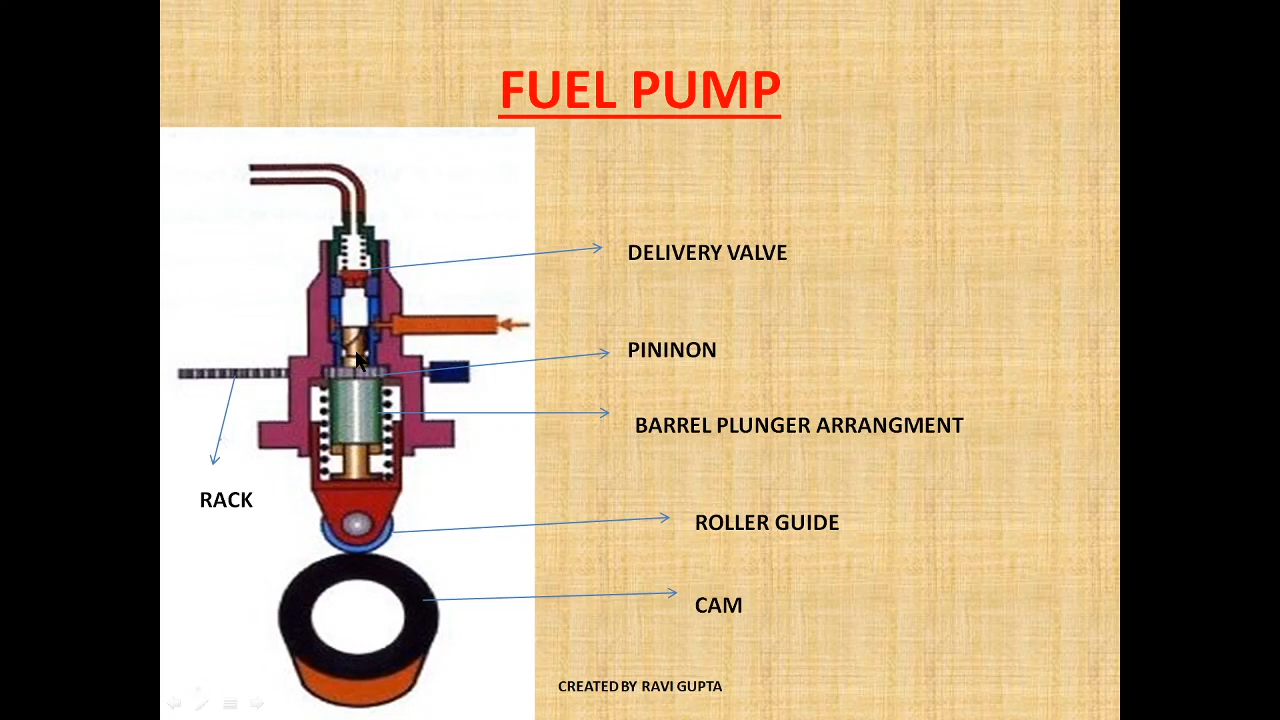 FUEL PUMP
DELIVERY VALVE
PININON
BARREL PLUNGER ARRANGMENT
RACK
ROLLER GUIDE
CAM
CREATED BY RAVI GUPTA